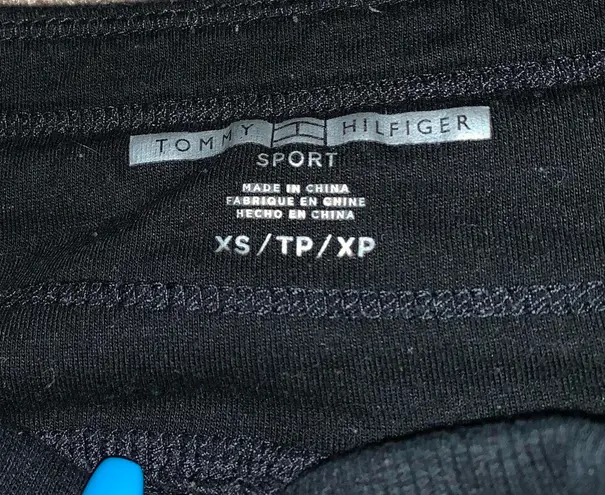 TOMMY HILFIGER
SPORT
MADE IN CHINA
FABRIQUE EN CHINE
HECHO EN CHINA
XS/TP/XP